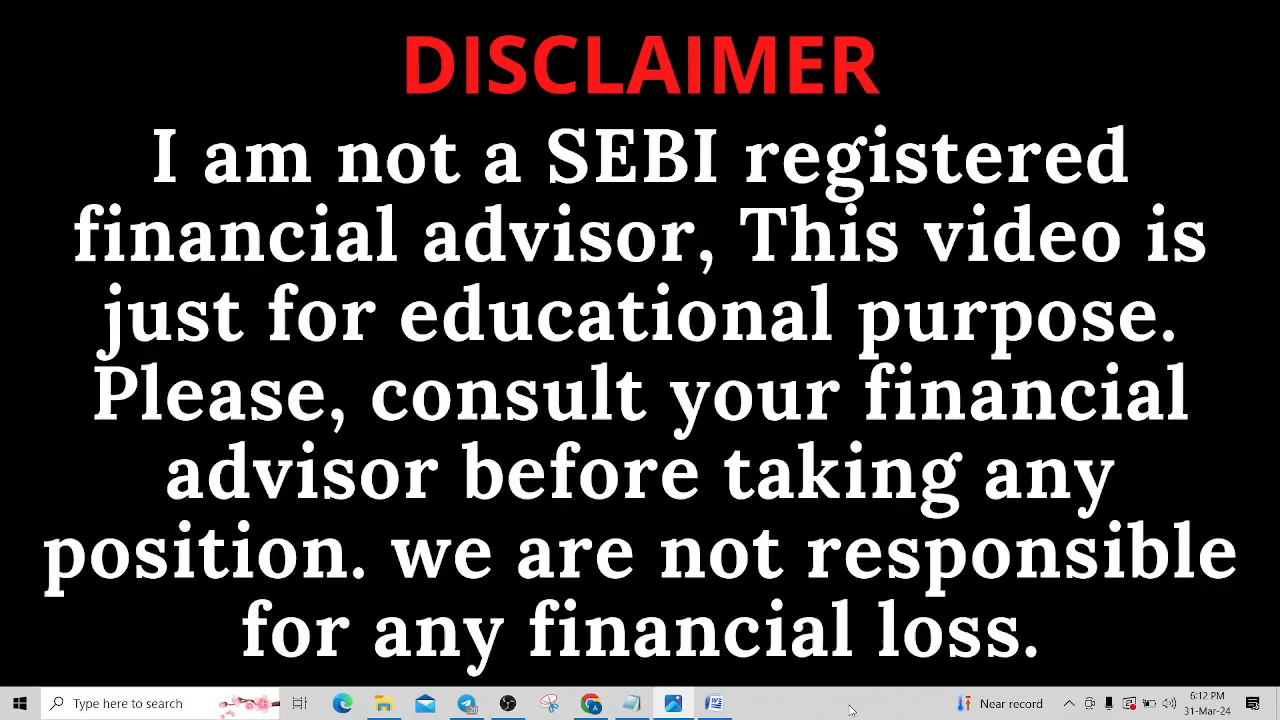 DISCLAIMER
I am not a SEBI registered
financial advisor, This video is
just for educational purpose.
Please, consult your financial
advisor before taking any
position. we are not responsible
for any financial loss.
Type here to search
Near record
6:12 PM
31-Mar-24